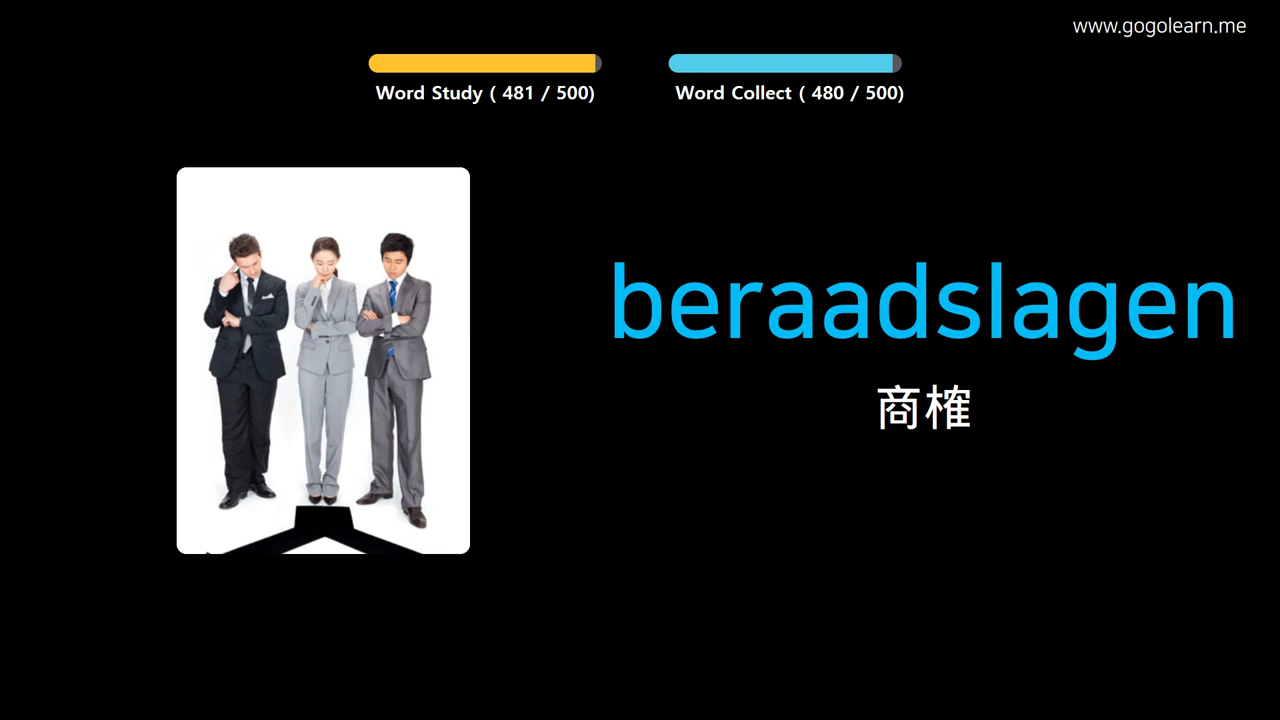 www.gogolearn.me
Word Study ( 481 / 500)
Word Collect ( 480 / 500)
beraadslagen
商榷